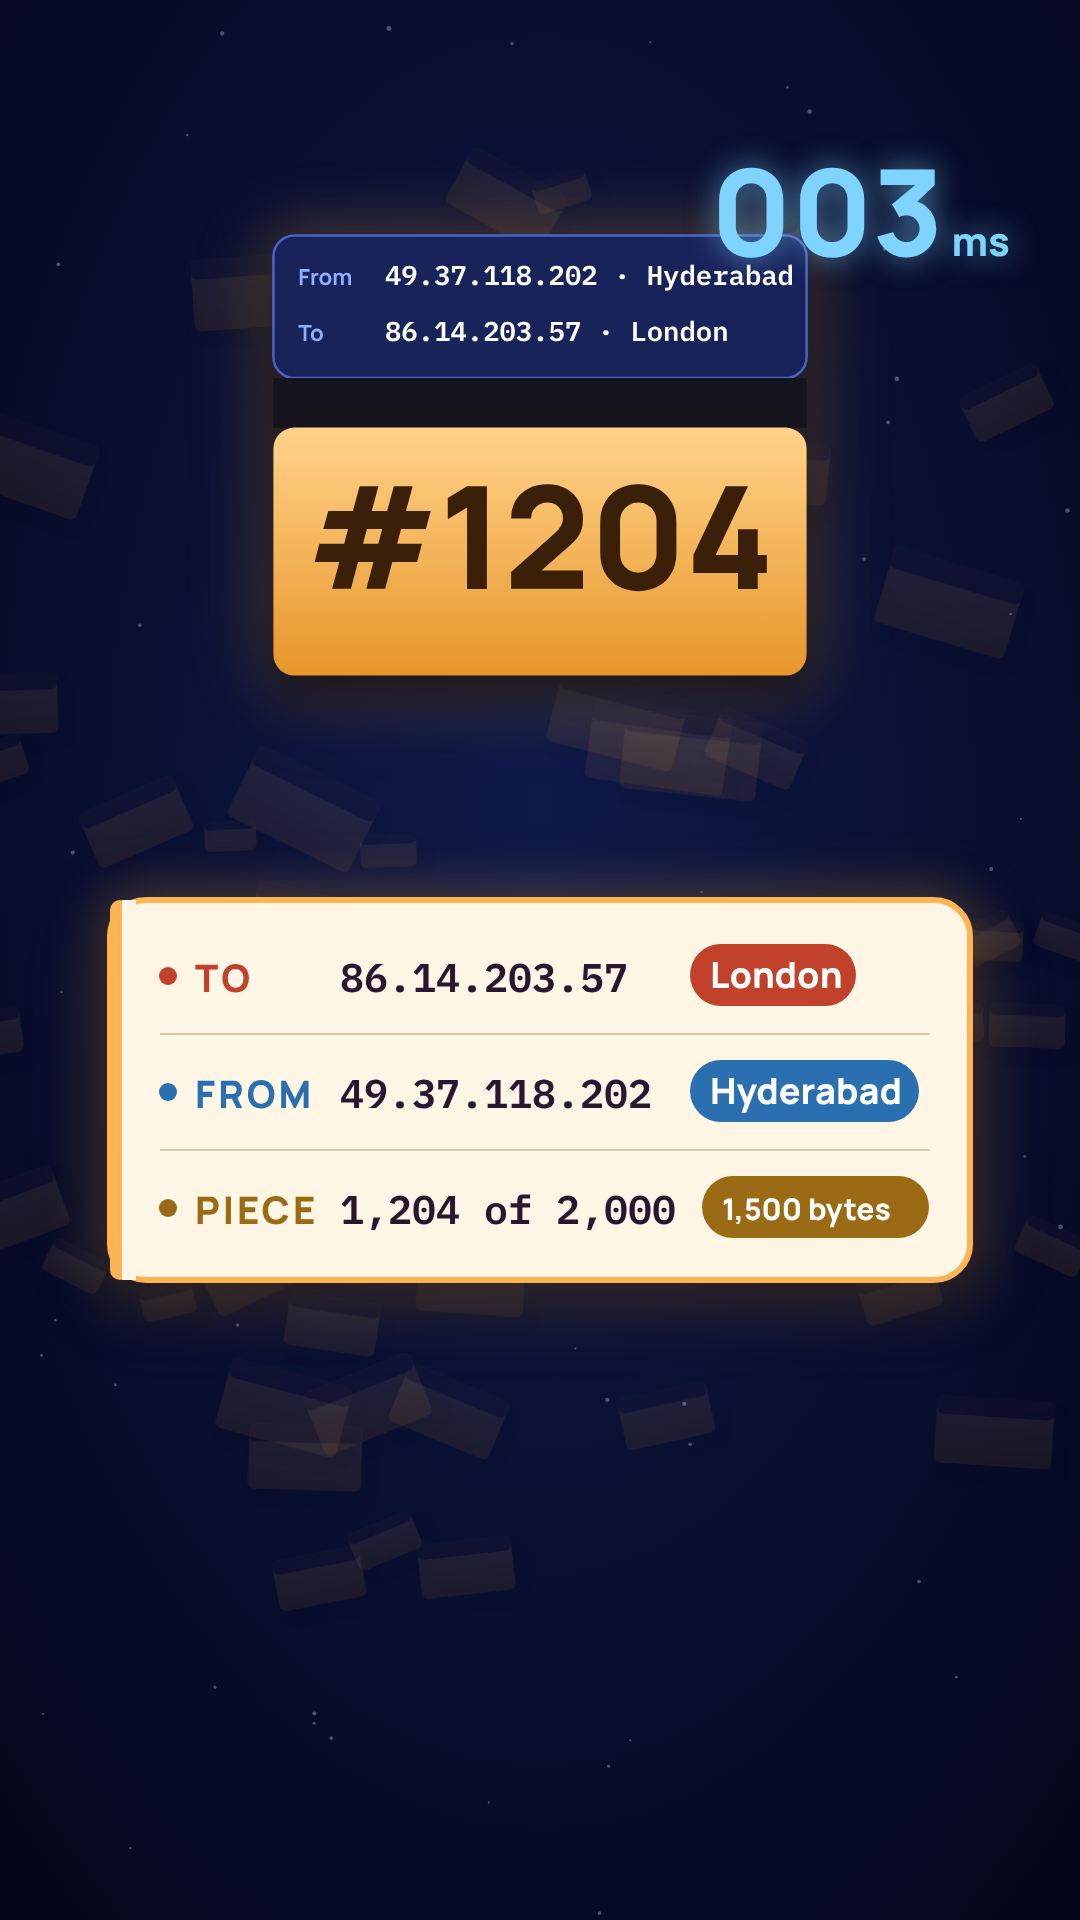 003 ms
From 49.37.118.202 · Hyderabad
To 86.14.203.57 · London
#1204
TO 86.14.203.57 London
FROM 49.37.118.202 Hyderabad
PIECE 1,204 of 2,000 1,500 bytes